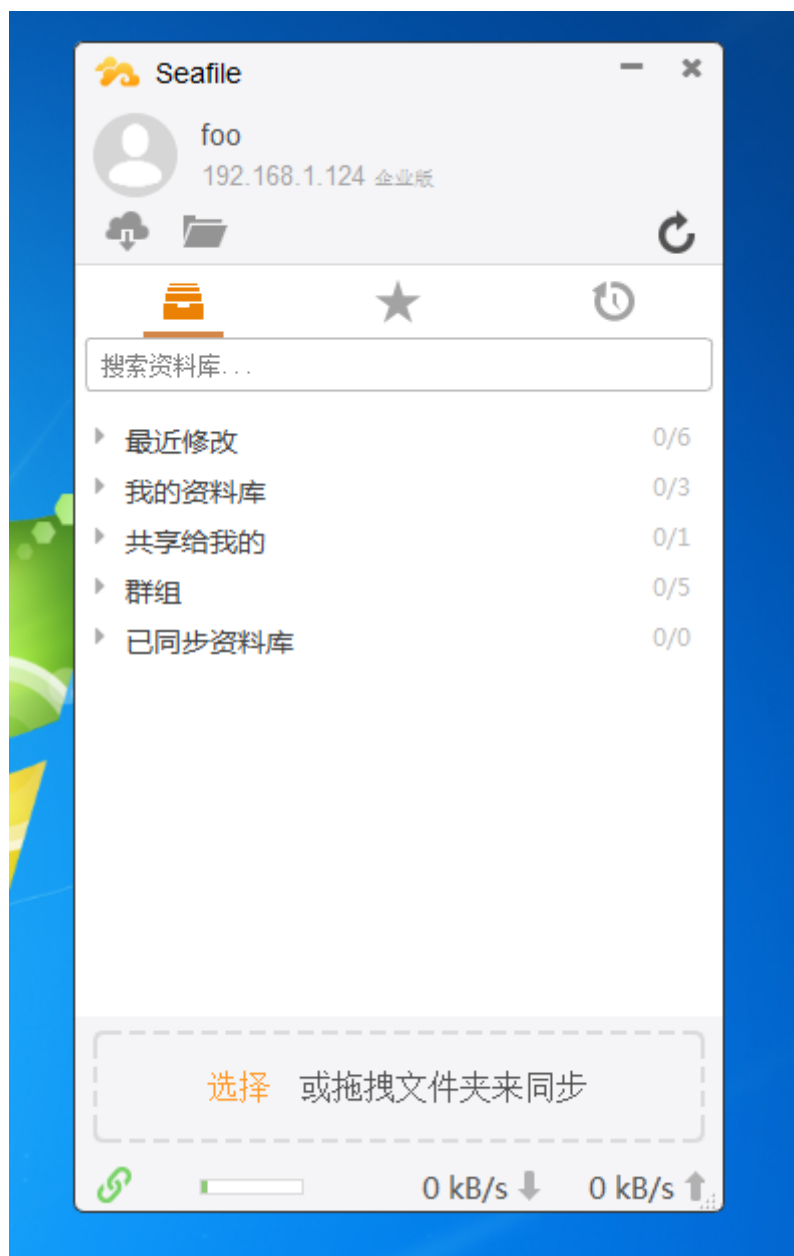 Seafile
foo
192.168.1.124 企业版
搜索资料库...
最近修改 0/6
我的资料库 0/3
共享给我的 0/1
群组 0/5
已同步资料库 0/0
选择 或拖拽文件夹来同步
0 kB/s 0 kB/s